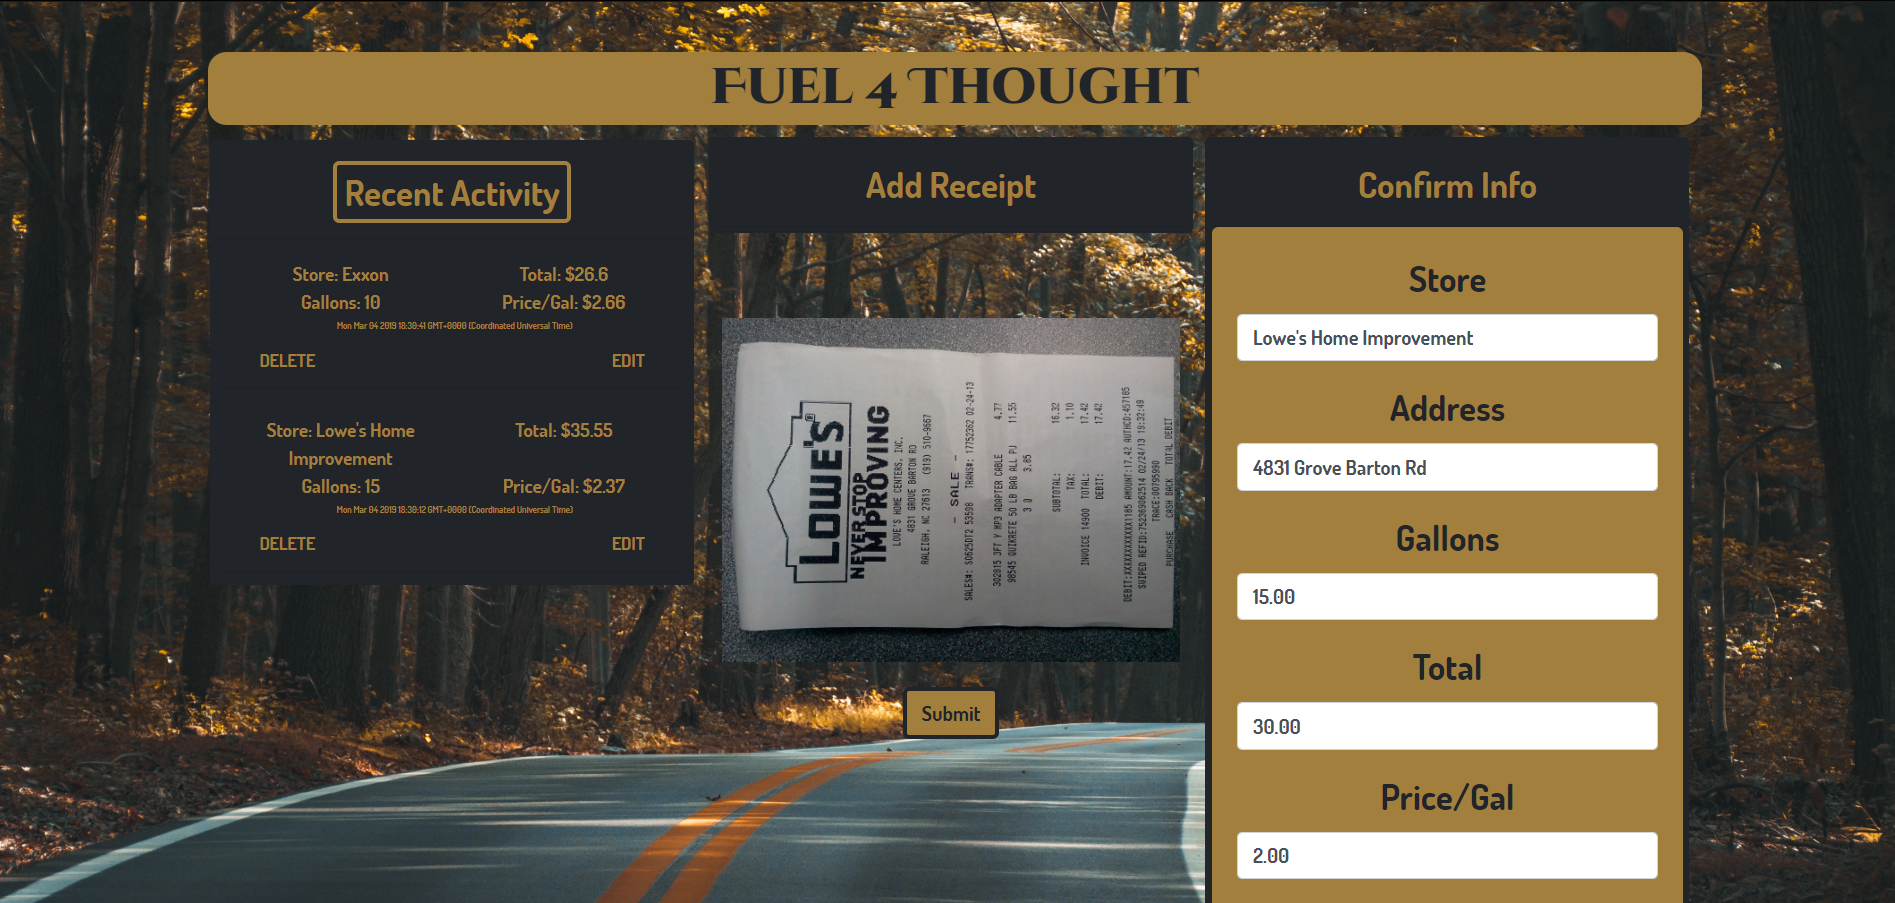 Fuel 4 Thought
Recent Activity
Store: Exxon
Total: $26.6
Gallons: 10
Price/Gal: $2.66
Mon Mar 04 2019 18:30:41 GMT+0000 (Coordinated Universal Time)
DELETE
EDIT
Store: Lowe's Home
Improvement
Total: $35.55
Gallons: 15
Price/Gal: $2.37
Mon Mar 04 2019 18:30:12 GMT+0000 (Coordinated Universal Time)
DELETE
EDIT
Add Receipt
LOWE'S
NEVER STOP
IMPROVING
LOWE'S HOME CENTERS, INC.
4831 GROVE BARTON RD
RALEIGH, NC 27613 (919) 510-9667
- SALE -
SALES#: S0625DT2 53598 TRANS#: 17752362 02-24-13
302815 3FT Y MP3 ADAPTER CABLE 4.77
98545 QUIKRETE 50 LB BAG ALL PU 11.55
3 @ 3.85
SUBTOTAL: 16.32
TAX: 1.10
INVOICE 14900 TOTAL: 17.42
DEBIT: 17.42
DEBIT:XXXXXXXXXXXX1185 AMOUNT:17.42 AUTHCD:457185
SWIPED REFID:752369062514 02/24/13 19:32:49
TRACE:00795990
PURCHASE CASH BACK TOTAL DEBIT
Submit
Confirm Info
Store
Lowe's Home Improvement
Address
4831 Grove Barton Rd
Gallons
15.00
Total
30.00
Price/Gal
2.00